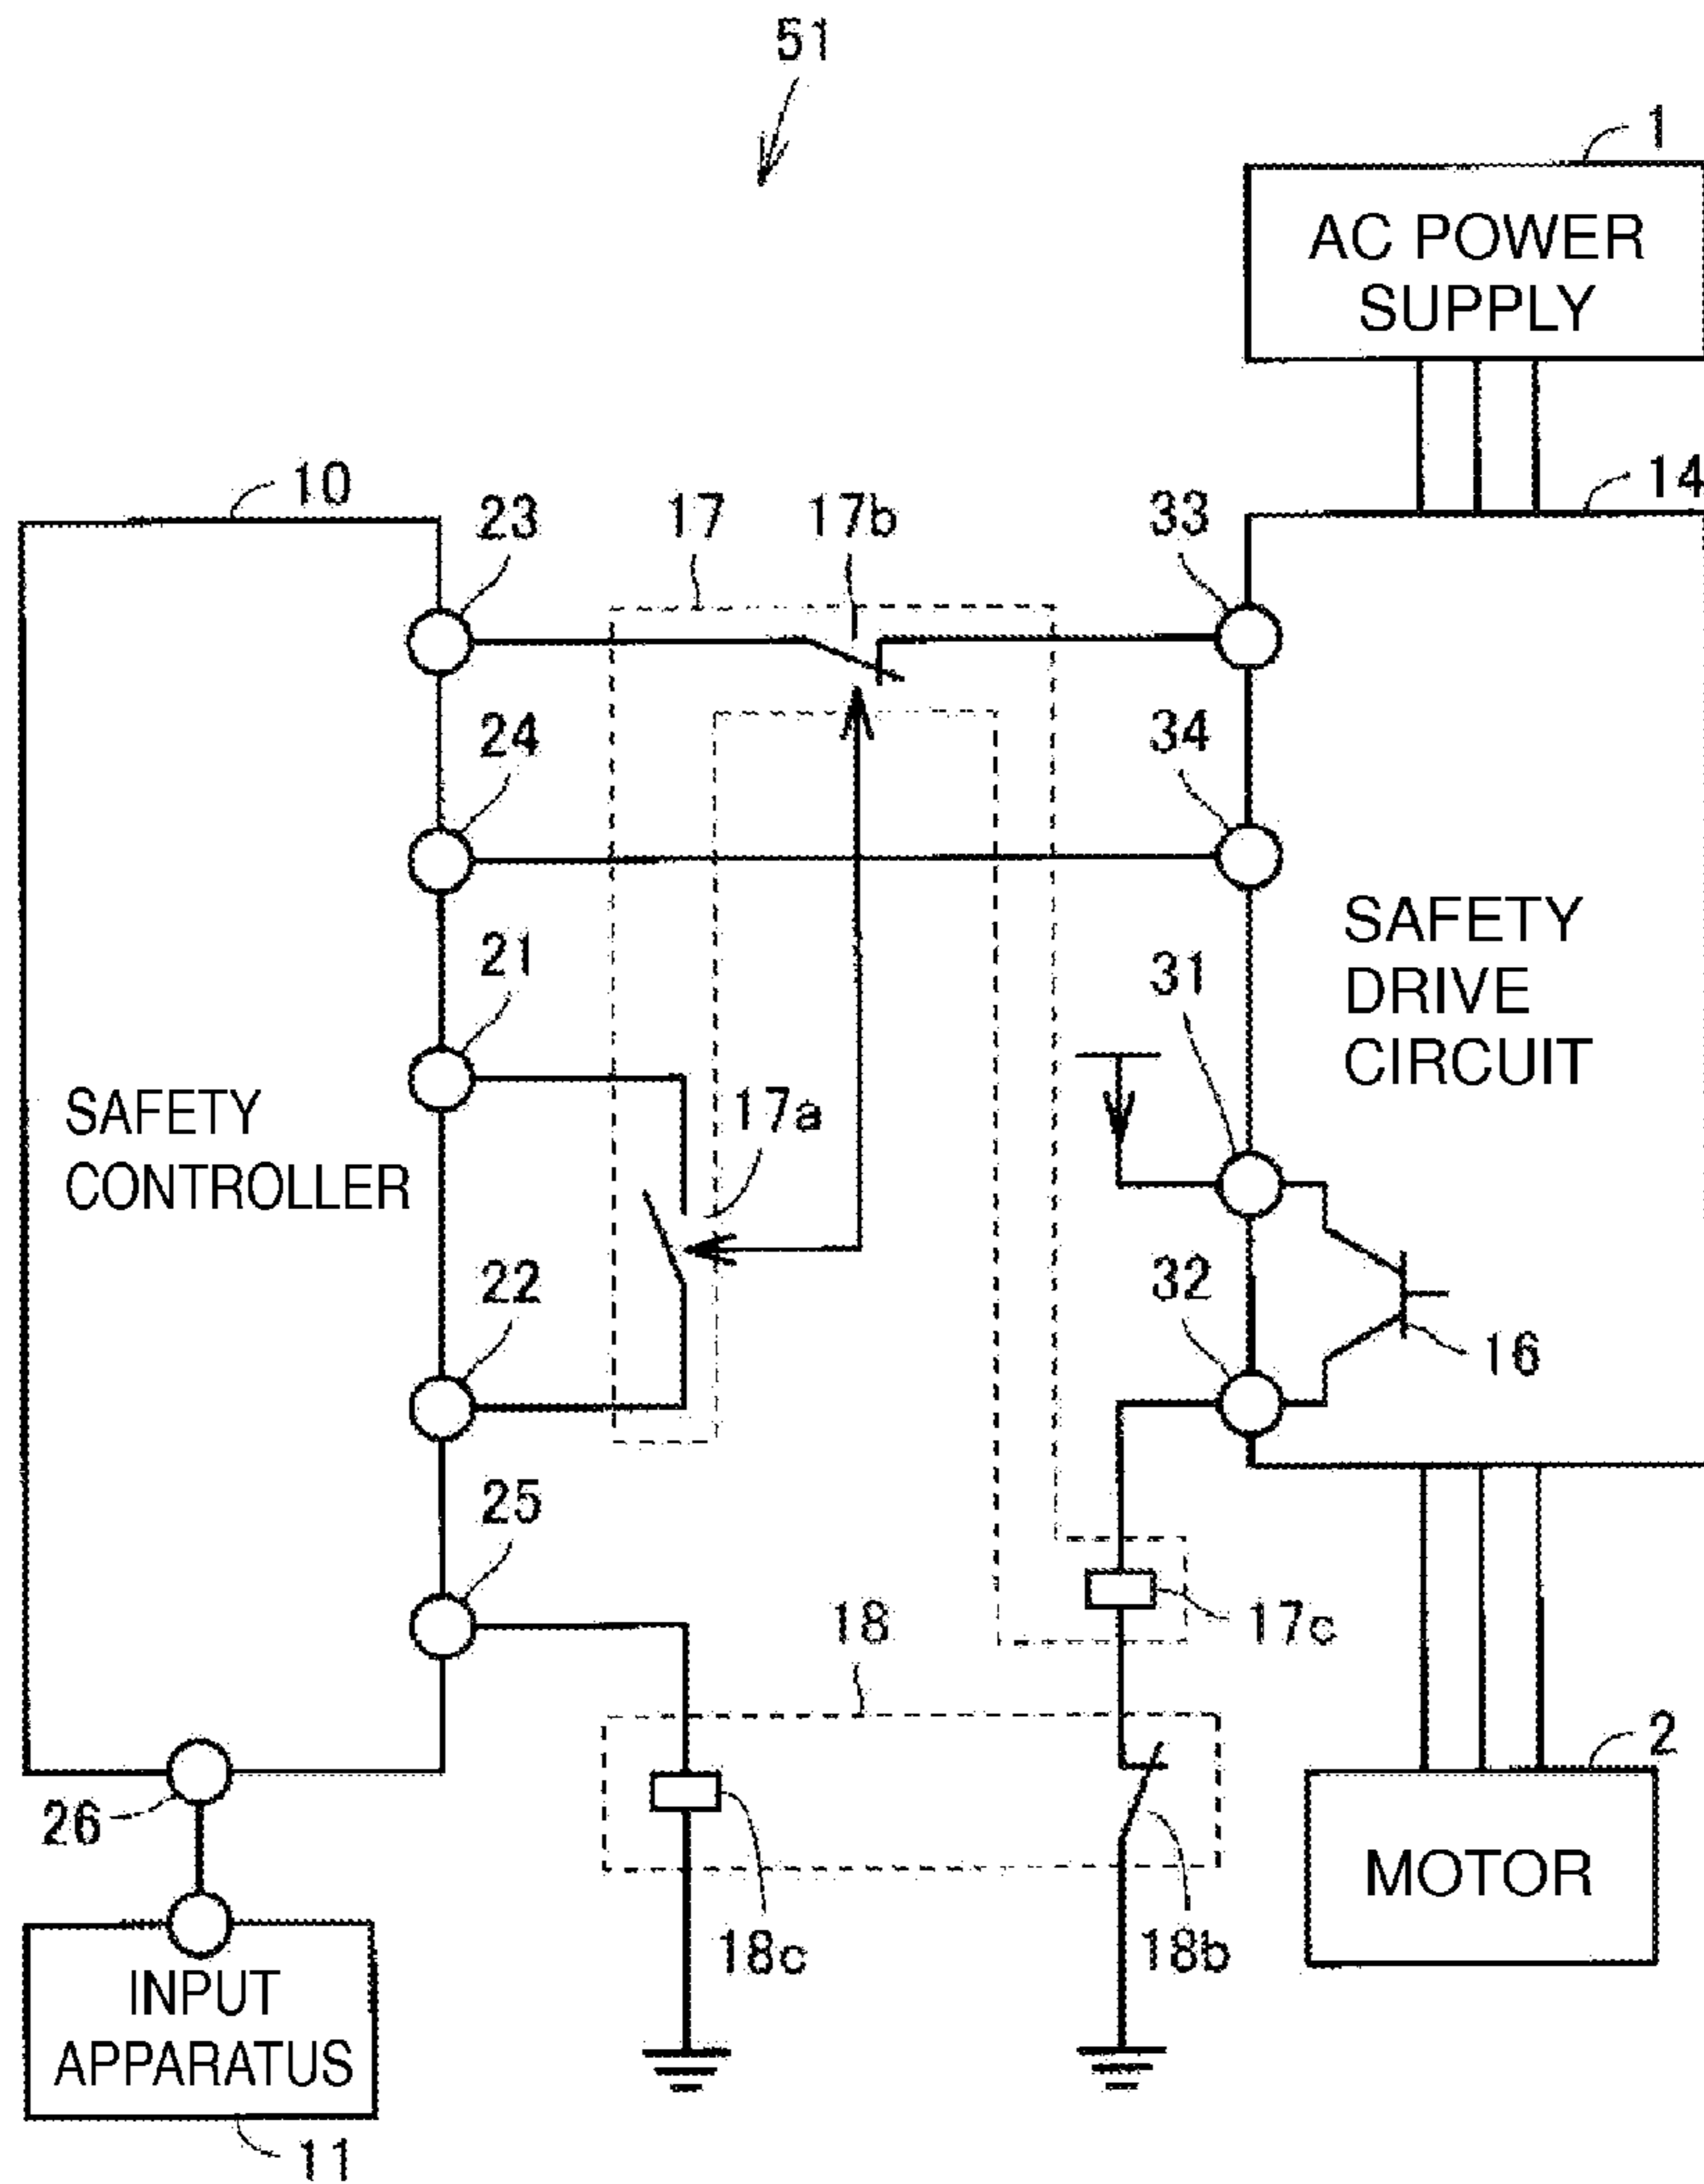 51
1
AC POWER
SUPPLY
10
23
17
17b
33
14
24
34
21
31
SAFETY
DRIVE
CIRCUIT
SAFETY
CONTROLLER
17a
22
32
16
25
18
17c
2
26
MOTOR
18c
18b
INPUT
APPARATUS
11